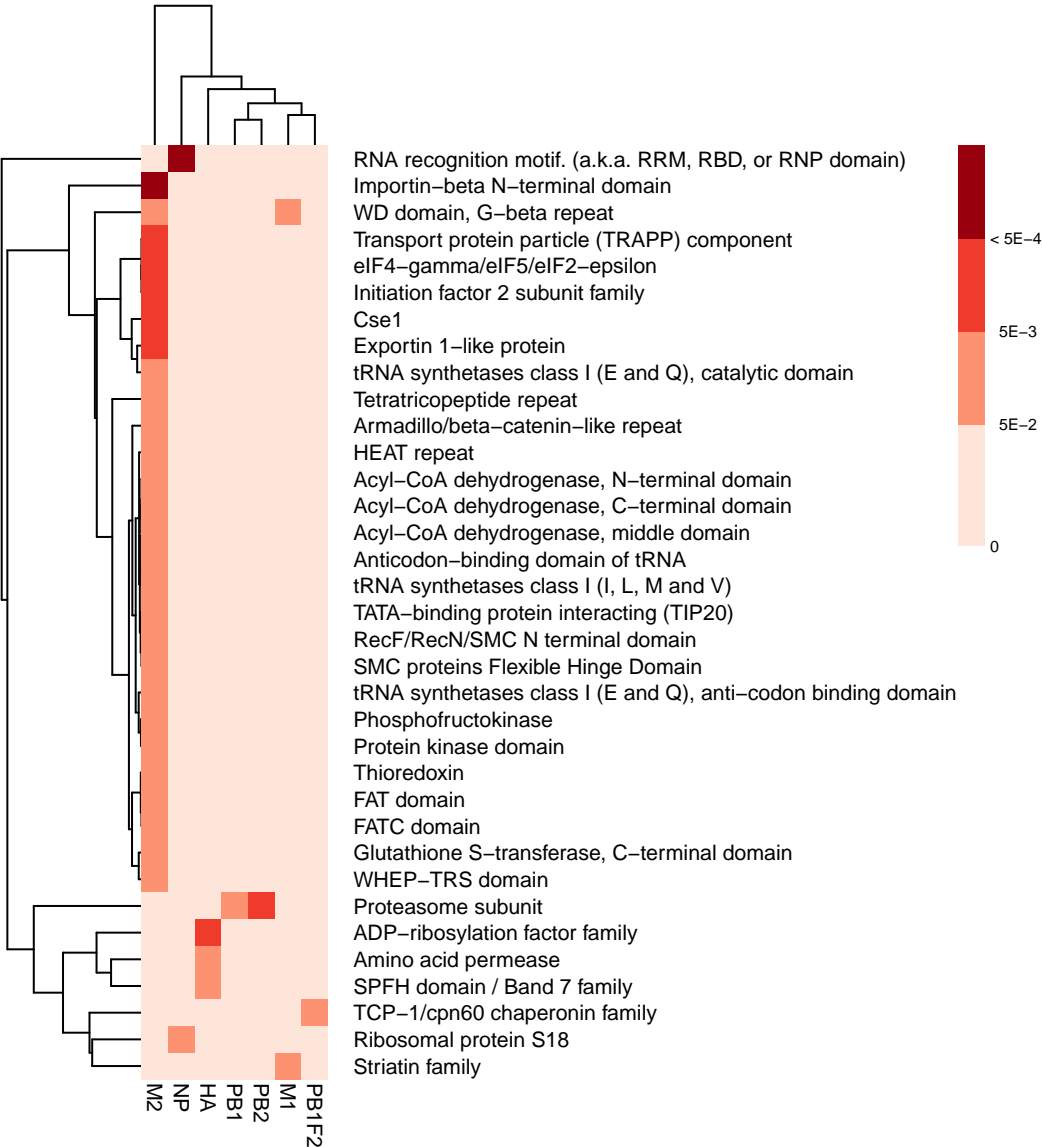 RNA recognition motif. (a.k.a. RRM, RBD, or RNP domain)
Importin−beta N−terminal domain
WD domain, G−beta repeat
Transport protein particle (TRAPP) component
eIF4−gamma/eIF5/eIF2−epsilon
Initiation factor 2 subunit family
Cse1
Exportin 1−like protein
tRNA synthetases class I (E and Q), catalytic domain
Tetratricopeptide repeat
Armadillo/beta−catenin−like repeat
HEAT repeat
Acyl−CoA dehydrogenase, N−terminal domain
Acyl−CoA dehydrogenase, C−terminal domain
Acyl−CoA dehydrogenase, middle domain
Anticodon−binding domain of tRNA
tRNA synthetases class I (I, L, M and V)
TATA−binding protein interacting (TIP20)
RecF/RecN/SMC N terminal domain
SMC proteins Flexible Hinge Domain
tRNA synthetases class I (E and Q), anti−codon binding domain
Phosphofructokinase
Protein kinase domain
Thioredoxin
FAT domain
FATC domain
Glutathione S−transferase, C−terminal domain
WHEP−TRS domain
Proteasome subunit
ADP−ribosylation factor family
Amino acid permease
SPFH domain / Band 7 family
TCP−1/cpn60 chaperonin family
Ribosomal protein S18
Striatin family
M2
NP
HA
PB1
PB2
M1
PB1F2
< 5E−4
5E−3
5E−2
0